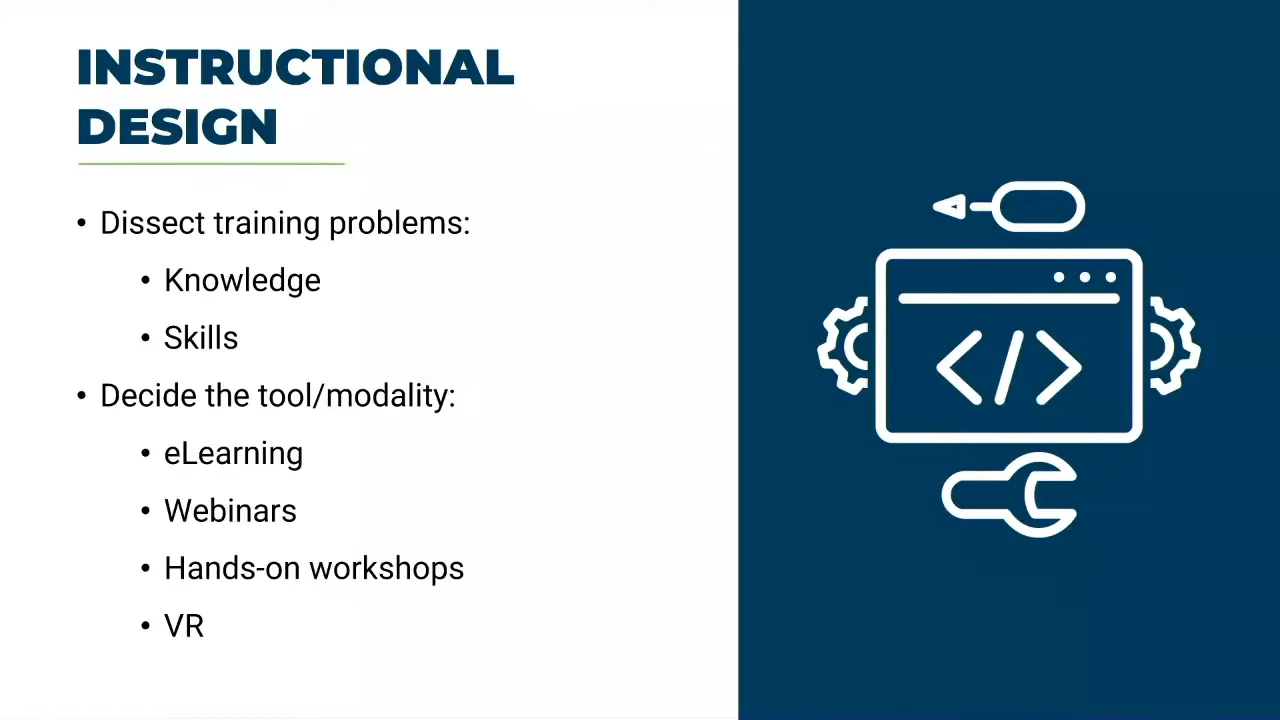 INSTRUCTIONAL
DESIGN
• Dissect training problems:
• Knowledge
• Skills
• Decide the tool/modality:
• eLearning
• Webinars
• Hands-on workshops
• VR
</>